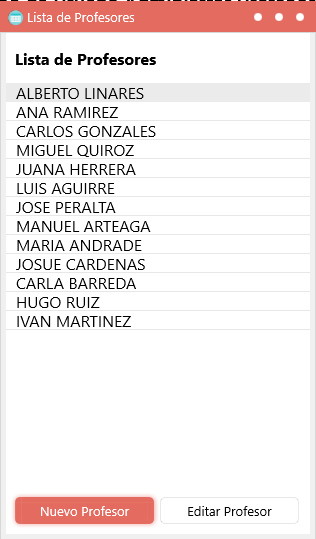 Lista de Profesores
Lista de Profesores
ALBERTO LINARES
ANA RAMIREZ
CARLOS GONZALES
MIGUEL QUIROZ
JUANA HERRERA
LUIS AGUIRRE
JOSE PERALTA
MANUEL ARTEAGA
MARIA ANDRADE
JOSUE CARDENAS
CARLA BARREDA
HUGO RUIZ
IVAN MARTINEZ
Nuevo Profesor Editar Profesor